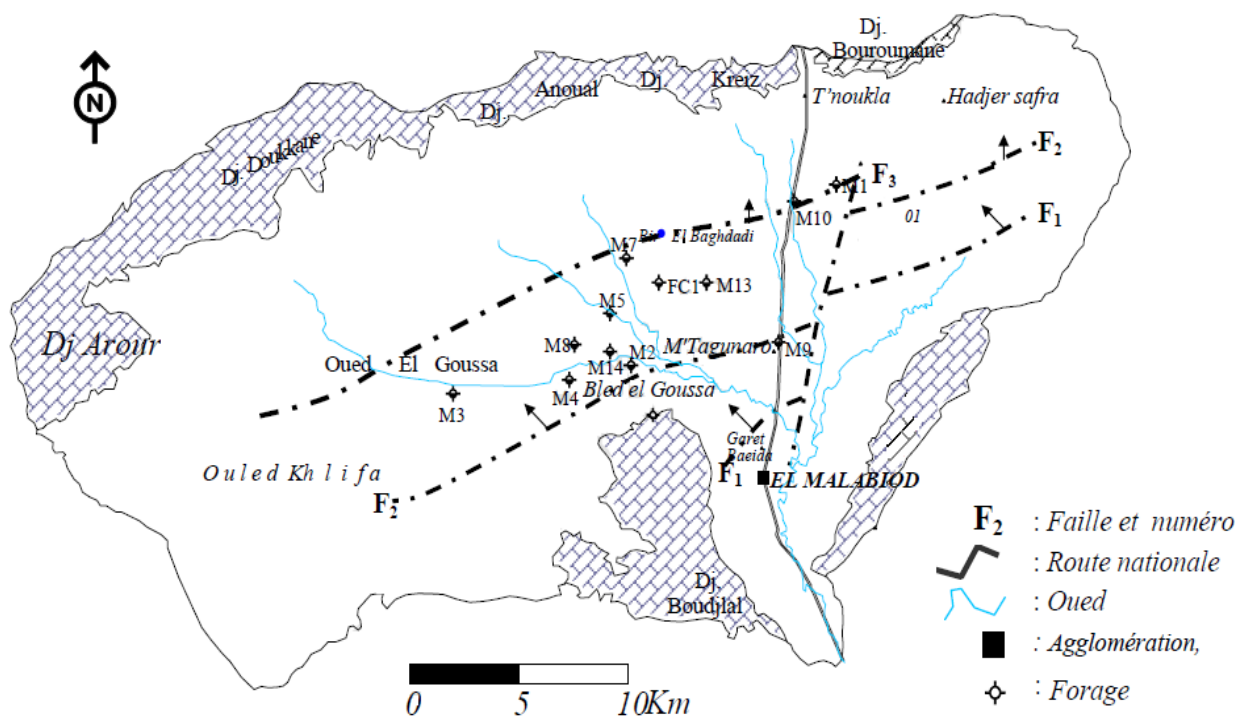 Dj.
Bouroumane
Dj.
Anoual
Dj.
Kreiz
T'noukla
Hadjer safra
N
Dj. Doukkane
F2
F3
M1
M10
01
F1
Bir El Baghdadi
M7
FC1
M13
M5
Dj Arour
Oued El Goussa
M8
M'Tagunaro
M9
M14
M2
M4
Bled el Goussa
M3
Garet
Ouled Khlifa
F1
EL MALABIOD
F2
Dj.
Boudjlal
F2 : Faille et numéro
: Route nationale
: Oued
: Agglomération,
: Forage
0 5 10Km